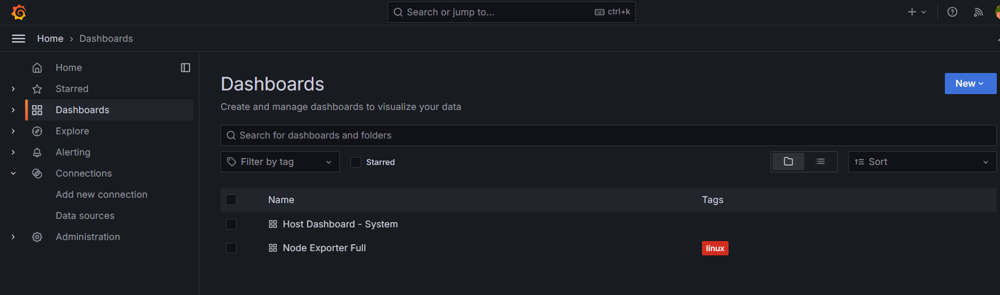 Search or jump to...
ctrl+k
Home > Dashboards
Home
Starred
Dashboards
Explore
Alerting
Connections
Add new connection
Data sources
Administration
Dashboards
New
Create and manage dashboards to visualize your data
Search for dashboards and folders
Filter by tag
Starred
Sort
Name
Tags
Host Dashboard - System
Node Exporter Full
linux